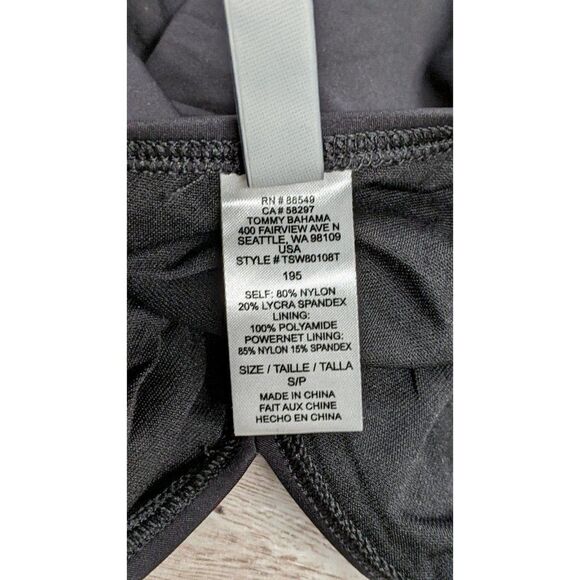 RN # 86549
CA # 58297
TOMMY BAHAMA
400 FAIRVIEW AVE N
SEATTLE, WA 98109
USA
STYLE # TSW80108T
195
SELF: 80% NYLON
20% LYCRA SPANDEX
LINING:
100% POLYAMIDE
POWERNET LINING:
85% NYLON 15% SPANDEX
SIZE / TAILLE / TALLA
S/P
MADE IN CHINA
FAIT AUX CHINE
HECHO EN CHINA